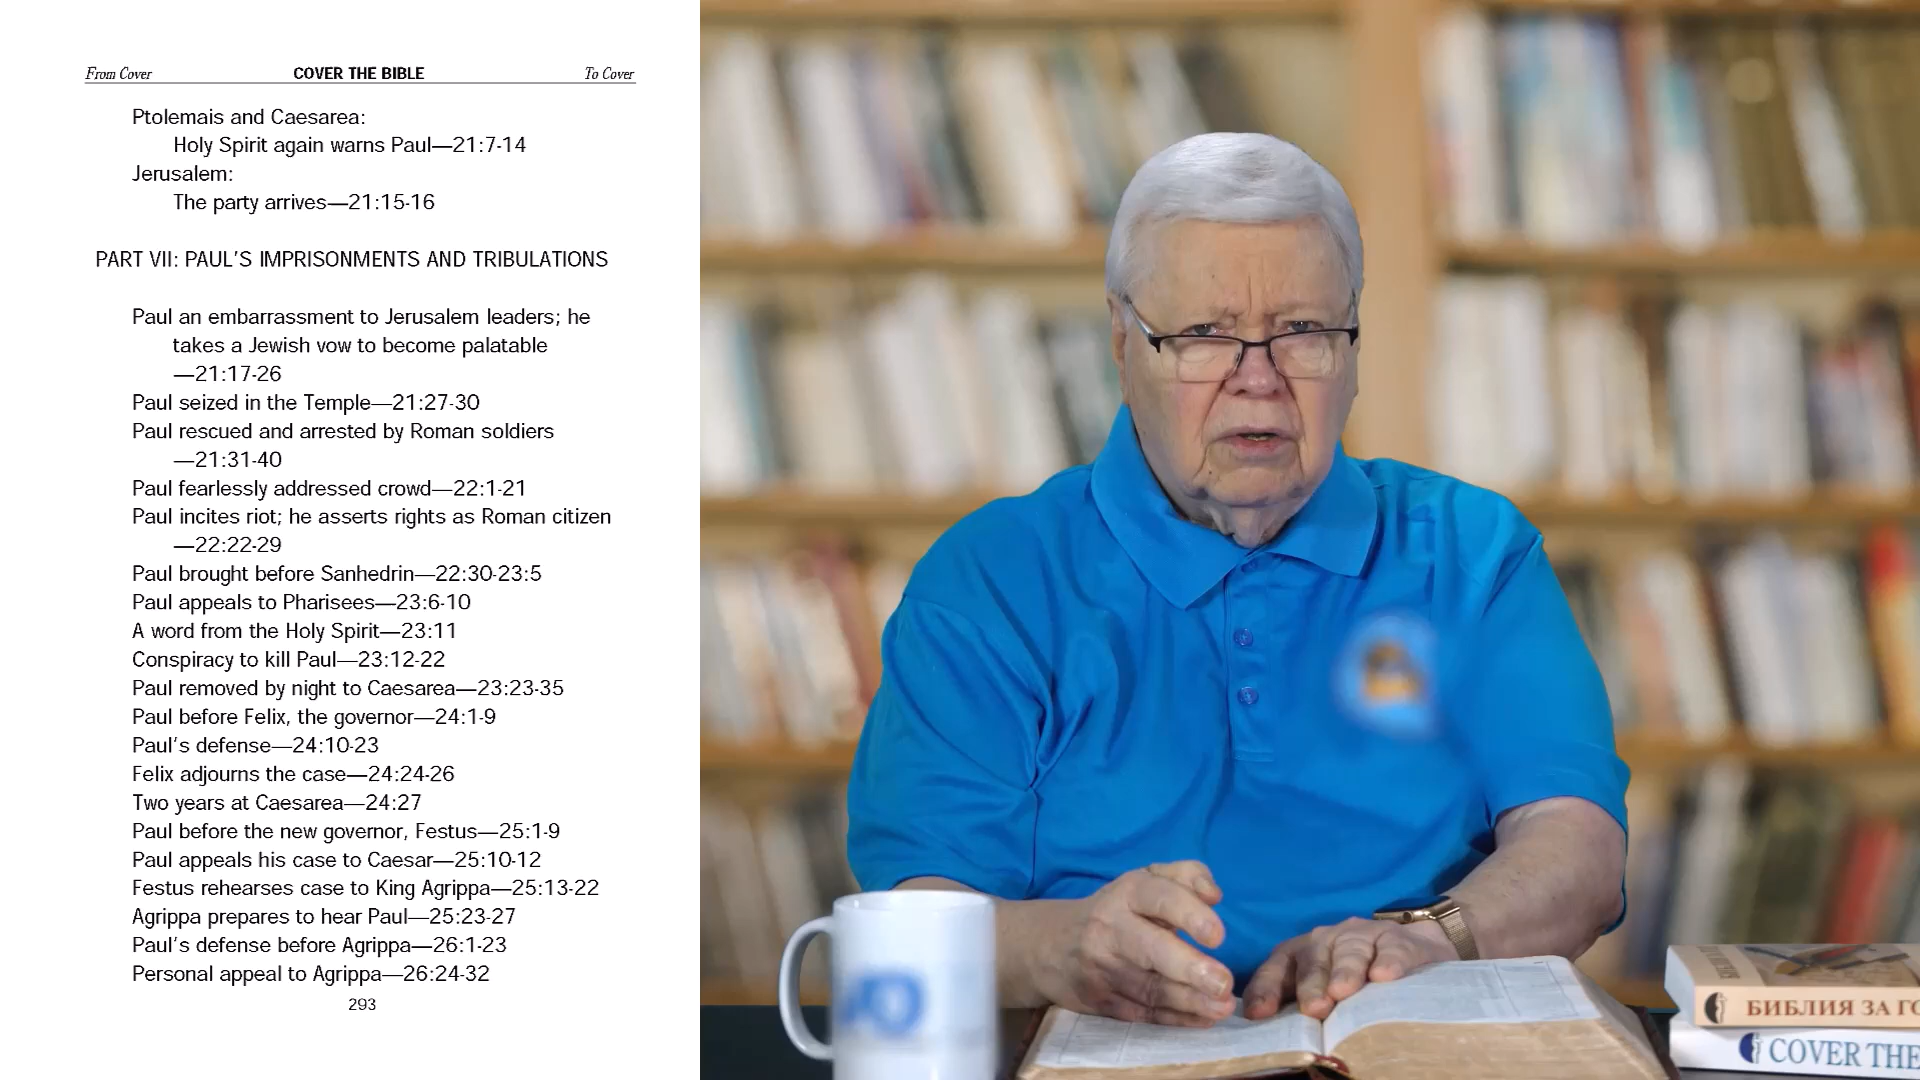 From Cover COVER THE BIBLE To Cover
Ptolemais and Caesarea:
Holy Spirit again warns Paul—21:7-14
Jerusalem:
The party arrives—21:15-16
PART VII: PAUL'S IMPRISONMENTS AND TRIBULATIONS
Paul an embarrassment to Jerusalem leaders; he
takes a Jewish vow to become palatable
—21:17-26
Paul seized in the Temple—21:27-30
Paul rescued and arrested by Roman soldiers
—21:31-40
Paul fearlessly addressed crowd—22:1-21
Paul incites riot; he asserts rights as Roman citizen
—22:22-29
Paul brought before Sanhedrin—22:30-23:5
Paul appeals to Pharisees—23:6-10
A word from the Holy Spirit—23:11
Conspiracy to kill Paul—23:12-22
Paul removed by night to Caesarea—23:23-35
Paul before Felix, the governor—24:1-9
Paul's defense—24:10-23
Felix adjourns the case—24:24-26
Two years at Caesarea—24:27
Paul before the new governor, Festus—25:1-9
Paul appeals his case to Caesar—25:10-12
Festus rehearses case to King Agrippa—25:13-22
Agrippa prepares to hear Paul—25:23-27
Paul's defense before Agrippa—26:1-23
Personal appeal to Agrippa—26:24-32
293
БИБЛИЯ ЗА ГО
COVER THE